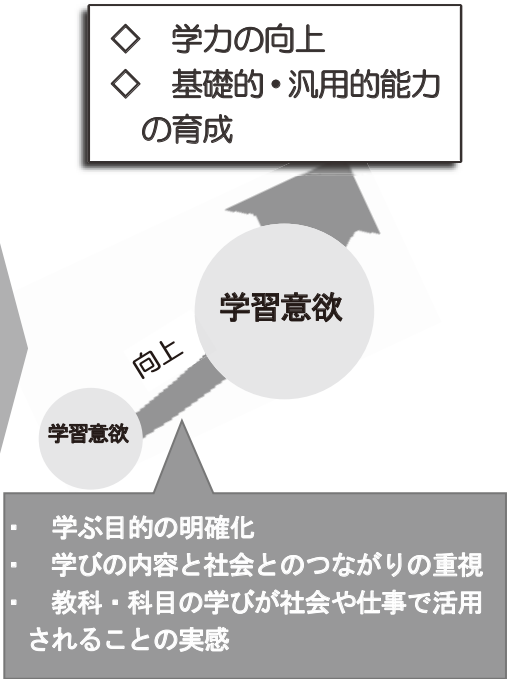 ◇　学力の向上
◇　基礎的・汎用的能力
の育成
学習意欲
向上
学習意欲
・　学ぶ目的の明確化
・　学びの内容と社会とのつながりの重視
・　教科・科目の学びが社会や仕事で活用
されることの実感